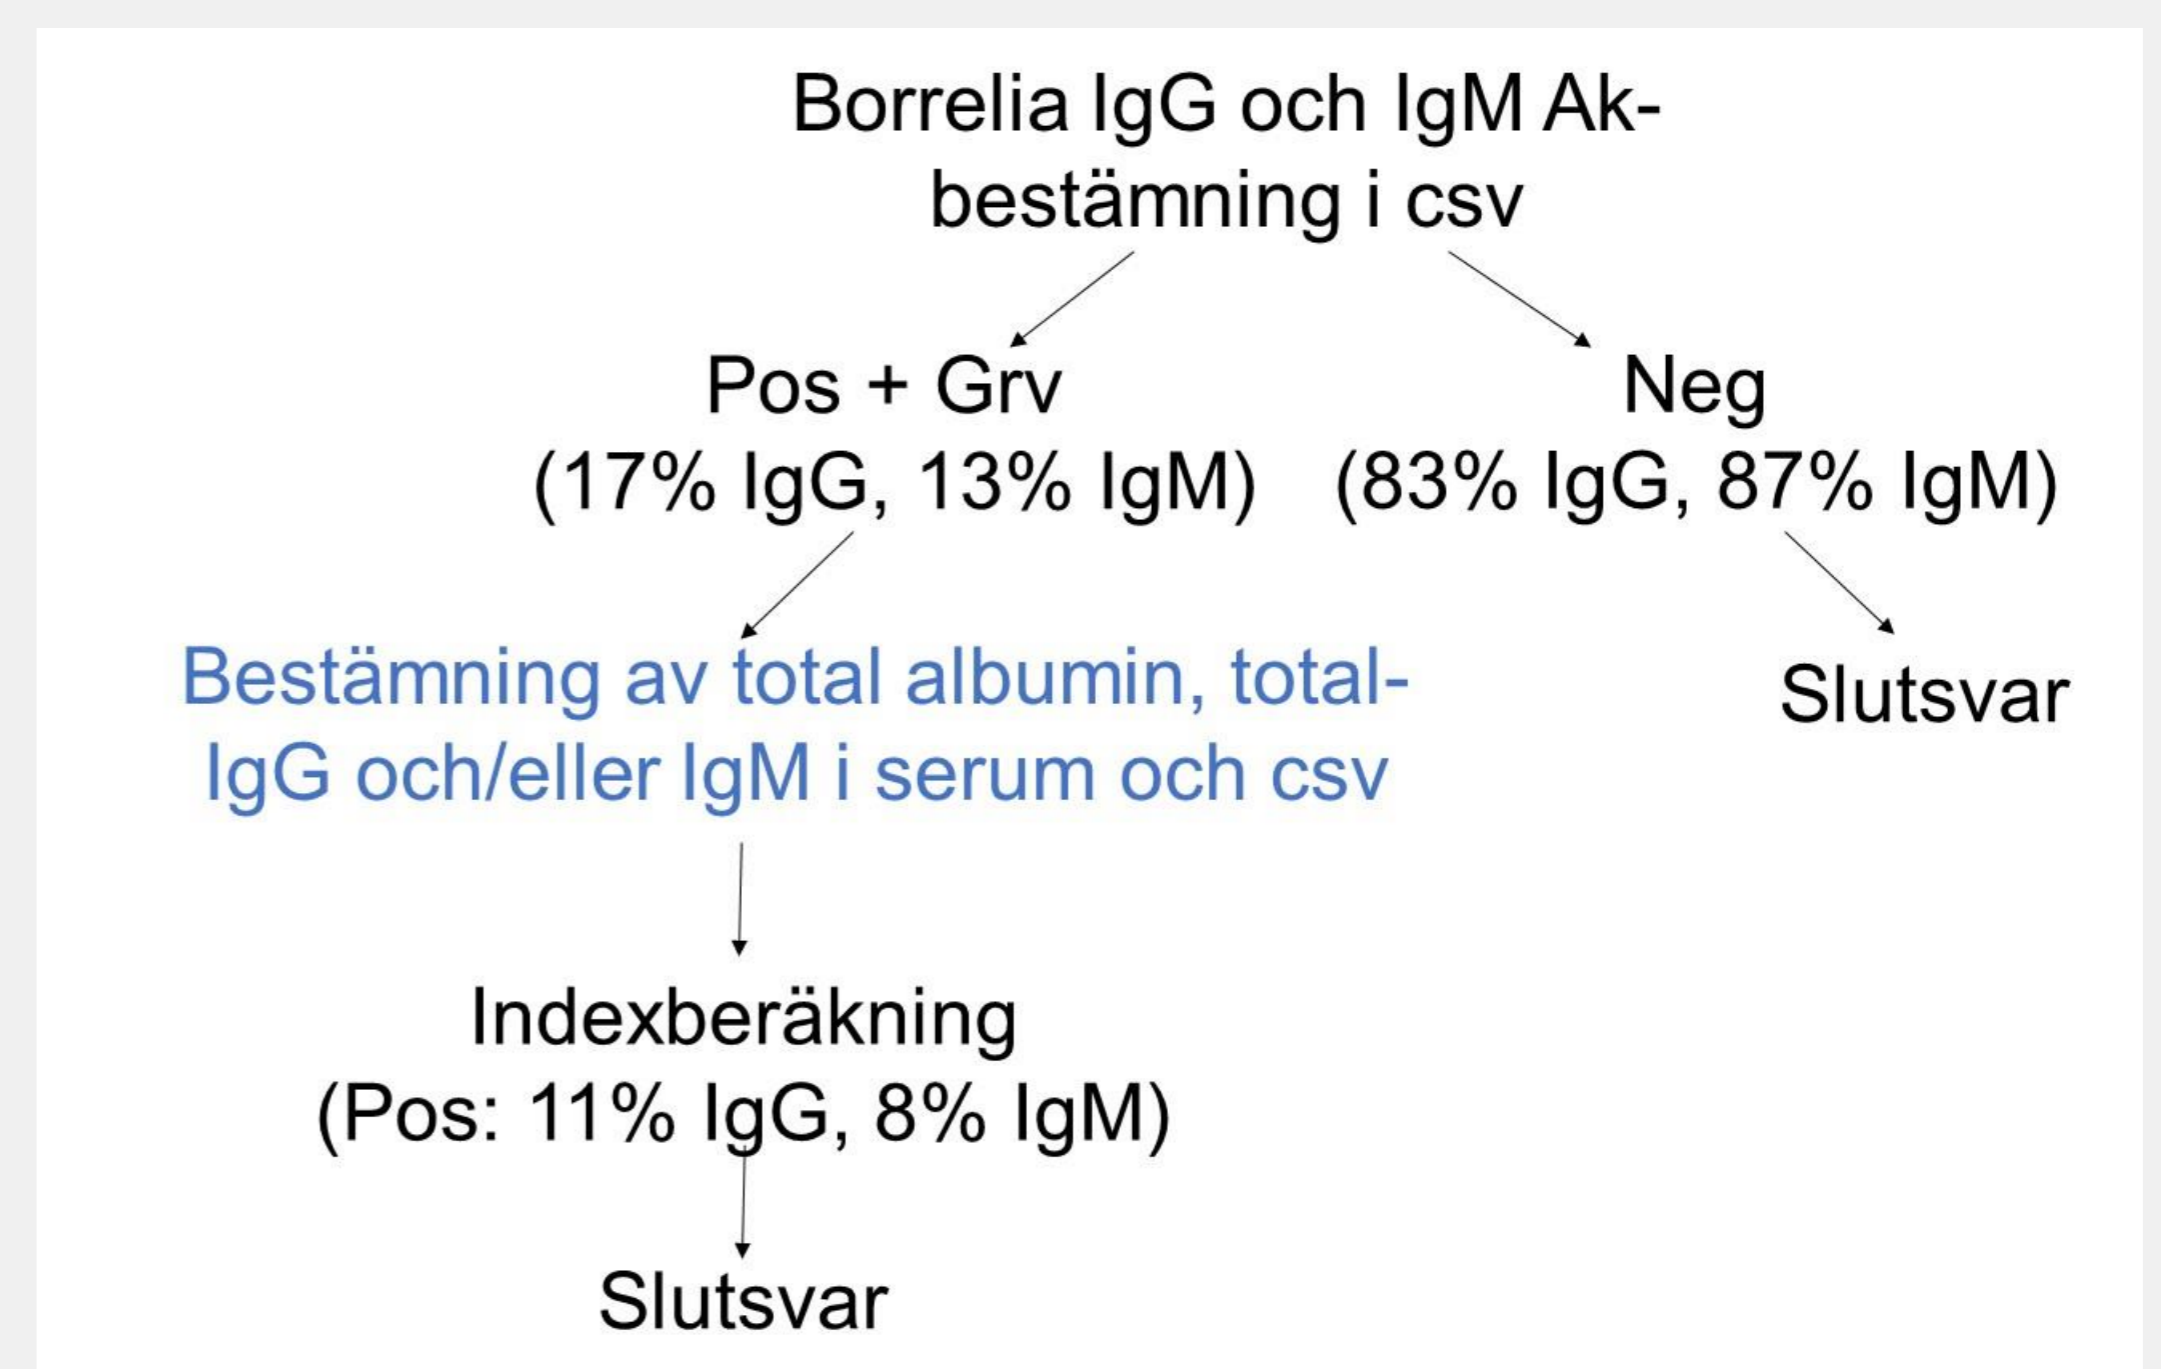 Borrelia IgG och IgM Ak-
bestämning i csv
Pos + Grv
(17% IgG, 13% IgM)
Neg
(83% IgG, 87% IgM)
Bestämning av total albumin, total-
IgG och/eller IgM i serum och csv
Slutsvar
Indexberäkning
(Pos: 11% IgG, 8% IgM)
Slutsvar